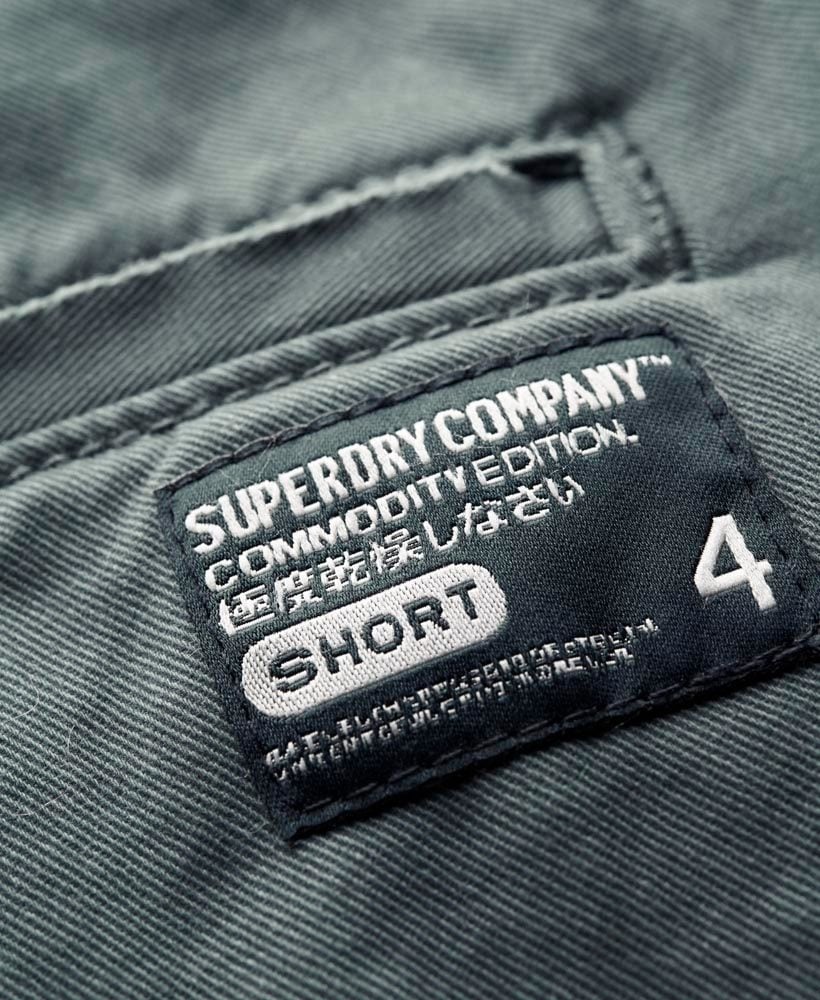 SUPERDRY COMPANY™
COMMODITY EDITION.
極度乾燥しなさい
SHORT
4